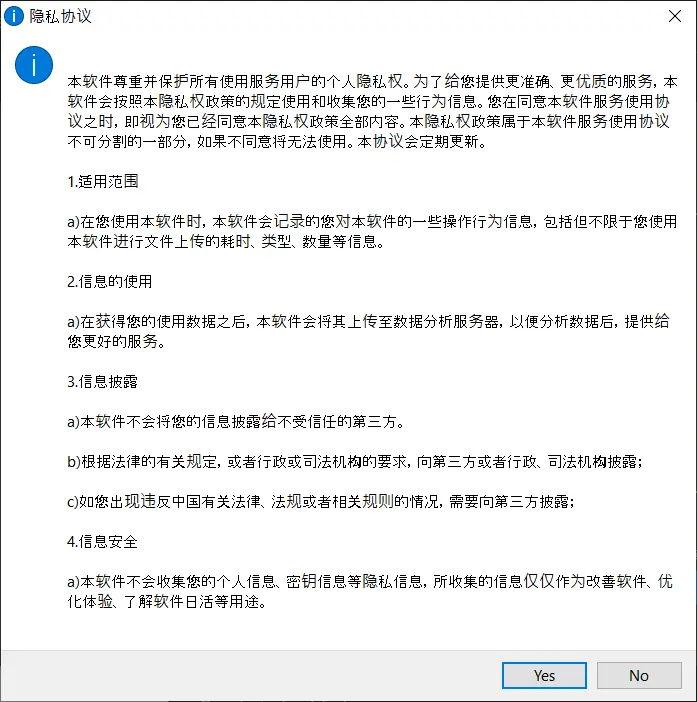 隐私协议
本软件尊重并保护所有使用服务用户的个人隐私权。为了给您提供更准确、更优质的服务，本
软件会按照本隐私权政策的规定使用和收集您的一些行为信息。您在同意本软件服务使用协
议之时，即视为您已经同意本隐私权政策全部内容。本隐私权政策属于本软件服务使用协议
不可分割的一部分，如果不同意将无法使用。本协议会定期更新。
1.适用范围
a)在您使用本软件时，本软件会记录的您对本软件的一些操作行为信息，包括但不限于您使用
本软件进行文件上传的耗时、类型、数量等信息。
2.信息的使用
a)在获得您的使用数据之后，本软件会将其上传至数据分析服务器，以便分析数据后，提供给
您更好的服务。
3.信息披露
a)本软件不会将您的信息披露给不受信任的第三方。
b)根据法律的有关规定，或者行政或司法机构的要求，向第三方或者行政、司法机构披露；
c)如您出现违反中国有关法律、法规或者相关规则的情况，需要向第三方披露；
4.信息安全
a)本软件不会收集您的个人信息、密钥信息等隐私信息，所收集的信息仅仅作为改善软件、优
化体验、了解软件日活等用途。
Yes
No